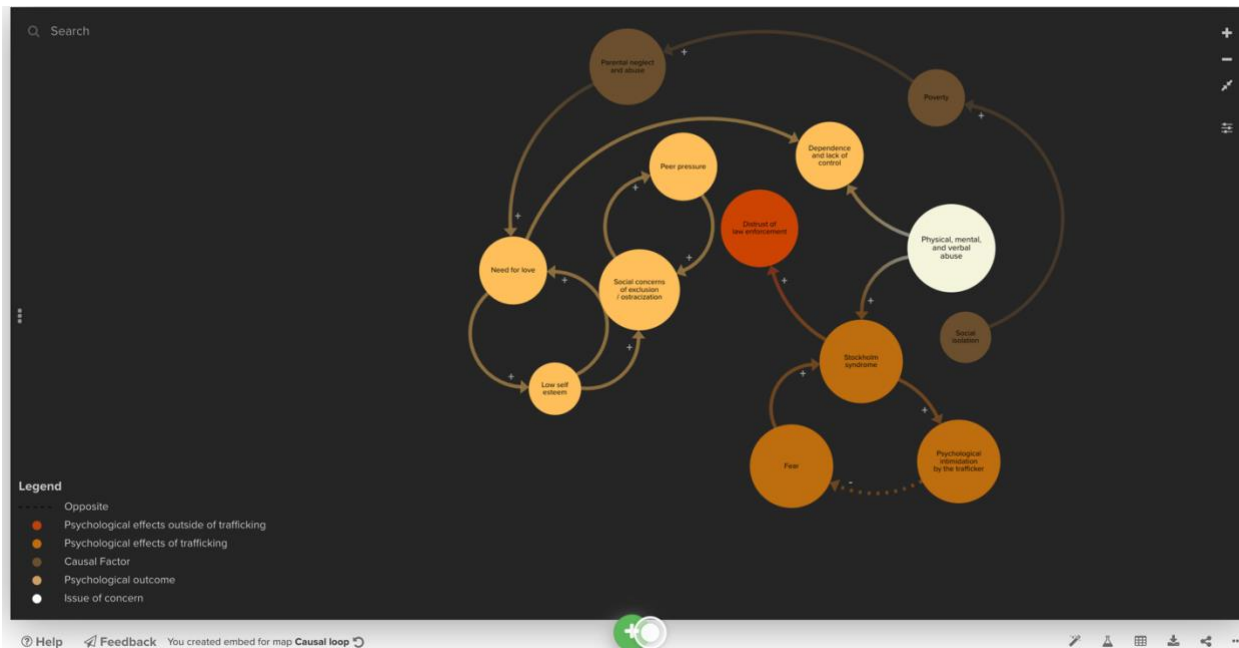 Search
Parental neglect
and abuse
+
Poverty
+
Dependence
and lack of
control
Peer pressure
+
Distrust of
law enforcement
Physical, mental,
and verbal
abuse
+
Need for love
+
Social concerns
of exclusion
/ ostracization
+
+
+
Social
isolation
+
Stockholm
syndrome
+
Low self
esteem
+
+
Fear
Psychological
intimidation
by the trafficker
-
Legend
Opposite
Psychological effects outside of trafficking
Psychological effects of trafficking
Causal Factor
Psychological outcome
Issue of concern
Help Feedback You created embed for map Causal loop